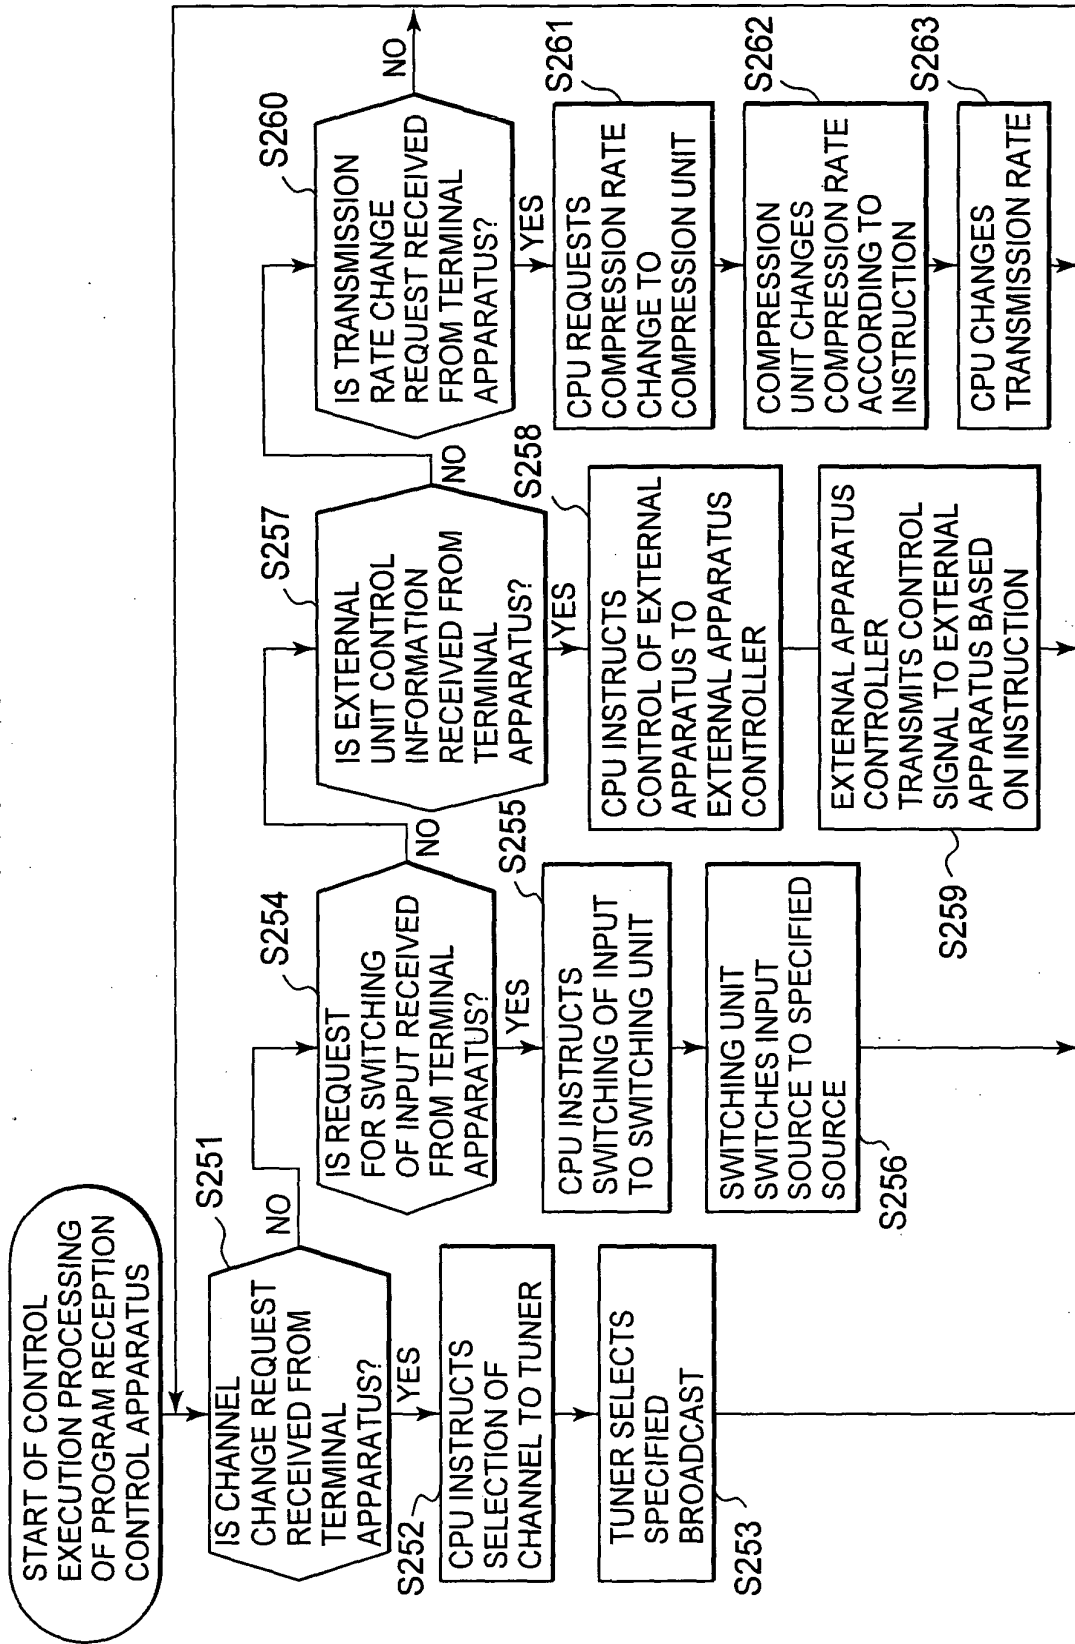 START OF CONTROL
EXECUTION PROCESSING
OF PROGRAM RECEPTION
CONTROL APPARATUS
S251
IS CHANNEL
CHANGE REQUEST
RECEIVED FROM
TERMINAL
APPARATUS?
NO
YES
S252
CPU INSTRUCTS
SELECTION OF
CHANNEL TO TUNER
TUNER SELECTS
SPECIFIED
BROADCAST
S253
S254
IS REQUEST
FOR SWITCHING
OF INPUT RECEIVED
FROM TERMINAL
APPARATUS?
NO
YES
S255
CPU INSTRUCTS
SWITCHING OF INPUT
TO SWITCHING UNIT
SWITCHING UNIT
SWITCHES INPUT
SOURCE TO SPECIFIED
SOURCE
S256
S257
IS EXTERNAL
UNIT CONTROL
INFORMATION
RECEIVED FROM
TERMINAL
APPARATUS?
NO
YES
S258
CPU INSTRUCTS
CONTROL OF EXTERNAL
APPARATUS TO
EXTERNAL APPARATUS
CONTROLLER
EXTERNAL APPARATUS
CONTROLLER
TRANSMITS CONTROL
SIGNAL TO EXTERNAL
APPARATUS BASED
ON INSTRUCTION
S259
S260
IS TRANSMISSION
RATE CHANGE
REQUEST RECEIVED
FROM TERMINAL
APPARATUS?
NO
YES
S261
CPU REQUESTS
COMPRESSION RATE
CHANGE TO
COMPRESSION UNIT
S262
COMPRESSION
UNIT CHANGES
COMPRESSION RATE
ACCORDING TO
INSTRUCTION
S263
CPU CHANGES
TRANSMISSION RATE